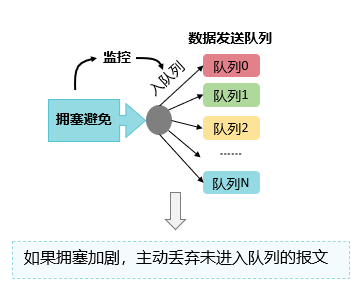 数据发送队列
监控
入队列
拥塞避免
队列0
队列1
队列2
......
队列N
如果拥塞加剧，主动丢弃未进入队列的报文